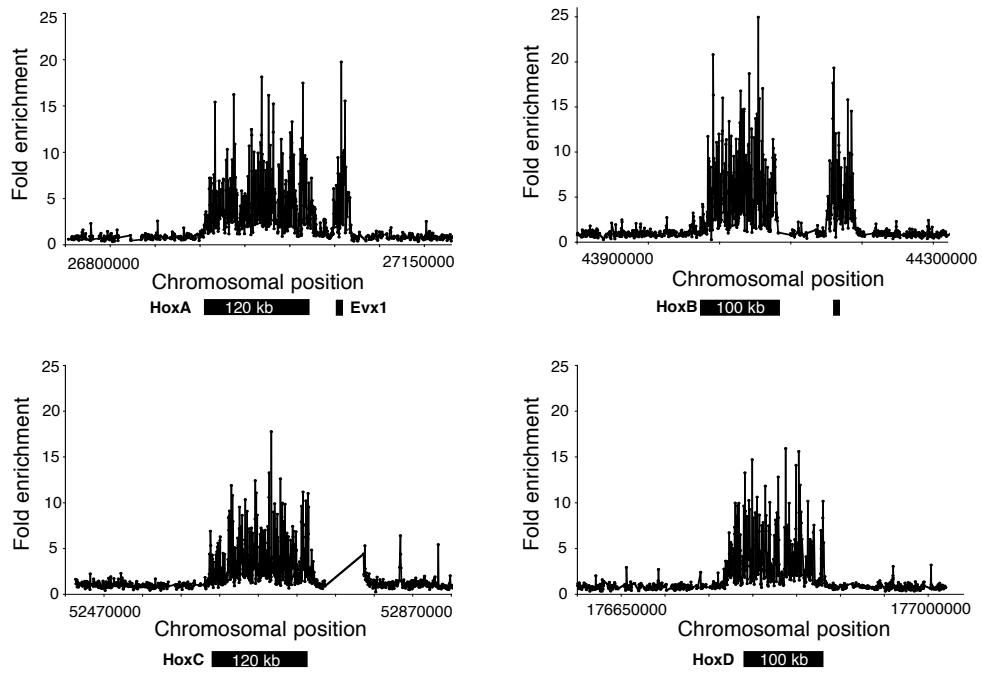 25
20
15
10
5
0
Fold enrichment
26800000 27150000
Chromosomal position
HoxA 120 kb Evx1
25
20
15
10
5
0
Fold enrichment
43900000 44300000
Chromosomal position
HoxB 100 kb
25
20
15
10
5
0
Fold enrichment
52470000 52870000
Chromosomal position
HoxC 120 kb
25
20
15
10
5
0
Fold enrichment
176650000 177000000
Chromosomal position
HoxD 100 kb